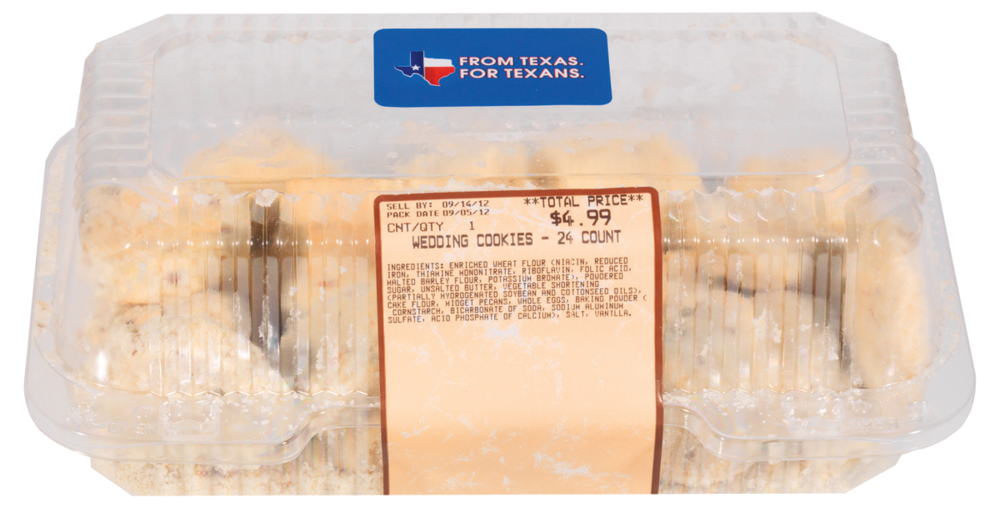 FROM TEXAS.
FOR TEXANS.
SELL BY: 09/14/12
PACK DATE 09/05/12
**TOTAL PRICE**
$4.99
CNT/QTY 1
WEDDING COOKIES - 24 COUNT
INGREDIENTS: ENRICHED WHEAT FLOUR (NIACIN, REDUCED
IRON, THIAMINE MONONITRATE, RIBOFLAVIN, FOLIC ACID,
MALTED BARLEY FLOUR, POTASSIUM BROMATE), POWDERED
SUGAR, UNSALTED BUTTER, VEGETABLE SHORTENING
(PARTIALLY HYDROGENATED SOYBEAN AND COTTONSEED OILS),
CAKE FLOUR, MIDGET PECANS, WHOLE EGGS, BAKING POWDER (
CORNSTARCH, BICARBONATE OF SODA, SODIUM ALUMINUM
SULFATE, ACID PHOSPHATE OF CALCIUM), SALT, VANILLA.